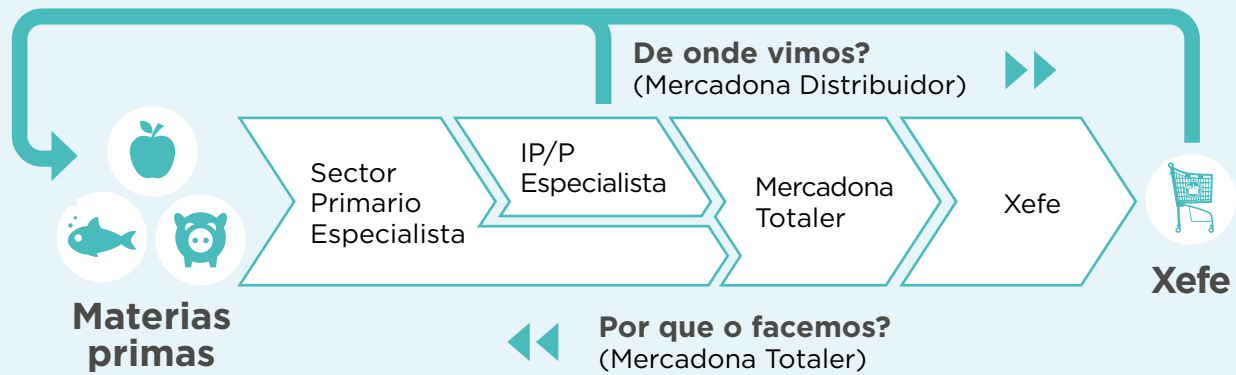 De onde vimos?
(Mercadona Distribuidor)
Sector
Primario
Especialista
IP/P
Especialista
Mercadona
Totaler
Xefe
Xefe
Materias
primas
Por que o facemos?
(Mercadona Totaler)